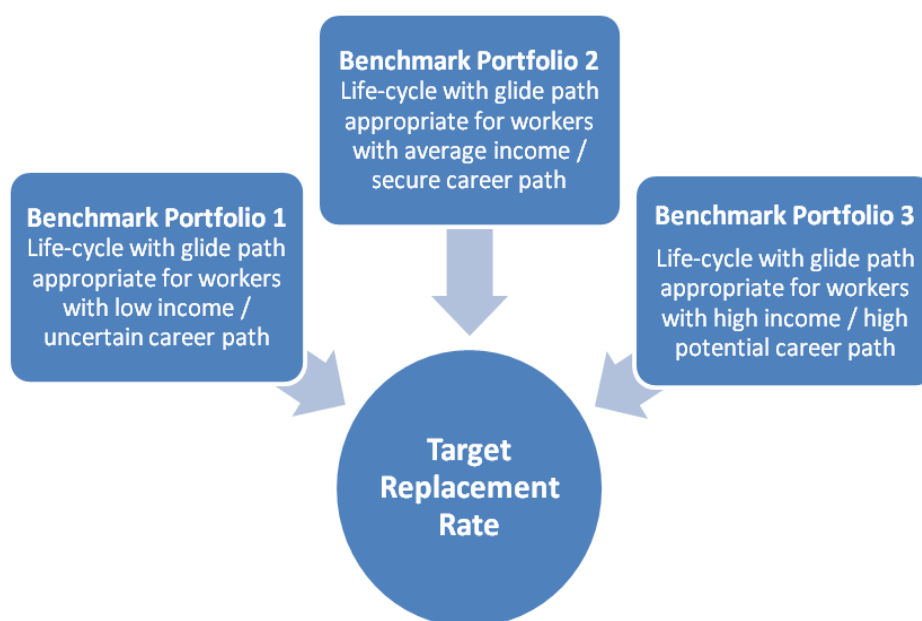 Benchmark Portfolio 1
Life-cycle with glide path
appropriate for workers
with low income /
uncertain career path
Benchmark Portfolio 2
Life-cycle with glide path
appropriate for workers
with average income /
secure career path
Benchmark Portfolio 3
Life-cycle with glide path
appropriate for workers
with high income / high
potential career path
Target
Replacement
Rate